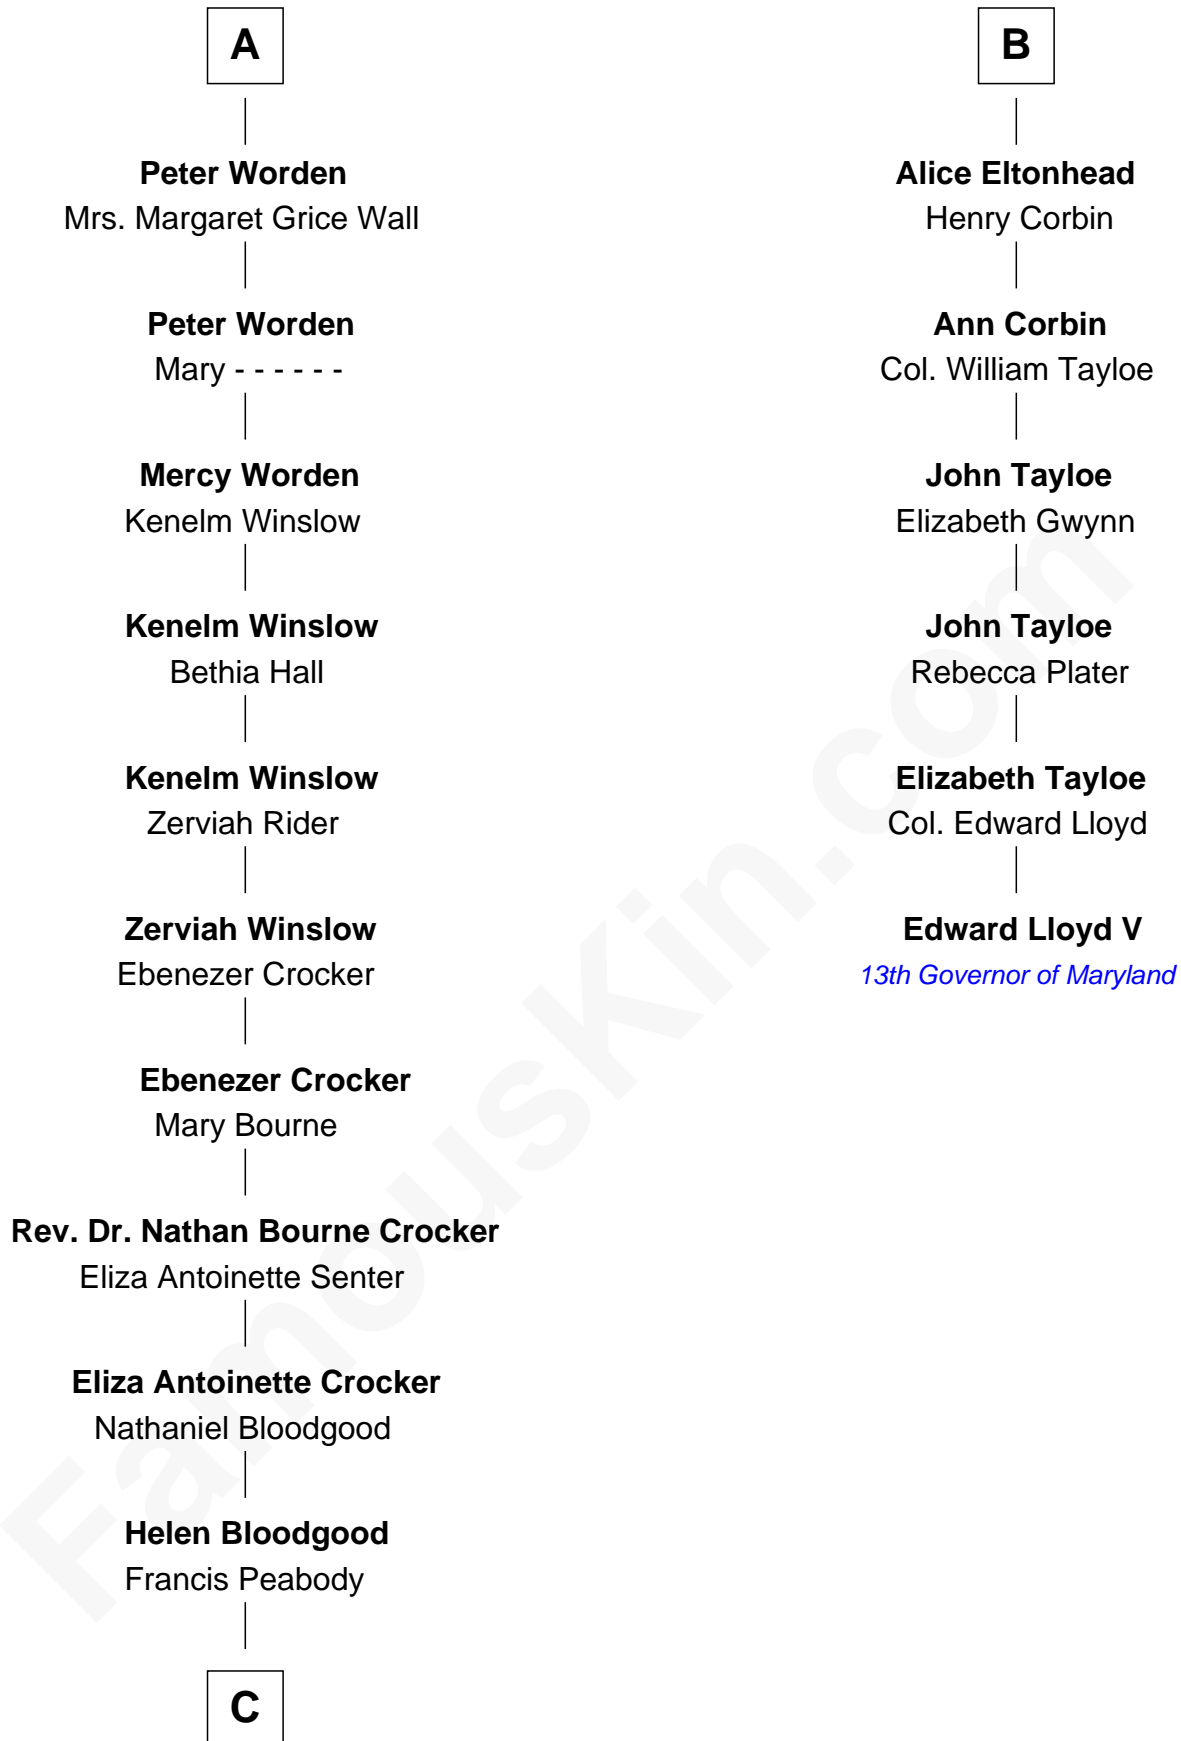 A
Peter Worden
Mrs. Margaret Grice Wall
Peter Worden
Mary - - - - - -
Mercy Worden
Kenelm Winslow
Kenelm Winslow
Bethia Hall
Kenelm Winslow
Zerviah Rider
Zerviah Winslow
Ebenezer Crocker
Ebenezer Crocker
Mary Bourne
Rev. Dr. Nathan Bourne Crocker
Eliza Antoinette Senter
Eliza Antoinette Crocker
Nathaniel Bloodgood
Helen Bloodgood
Francis Peabody
C
B
Alice Eltonhead
Henry Corbin
Ann Corbin
Col. William Tayloe
John Tayloe
Elizabeth Gwynn
John Tayloe
Rebecca Plater
Elizabeth Tayloe
Col. Edward Lloyd
Edward Lloyd V
13th Governor of Maryland
FamousKin.com